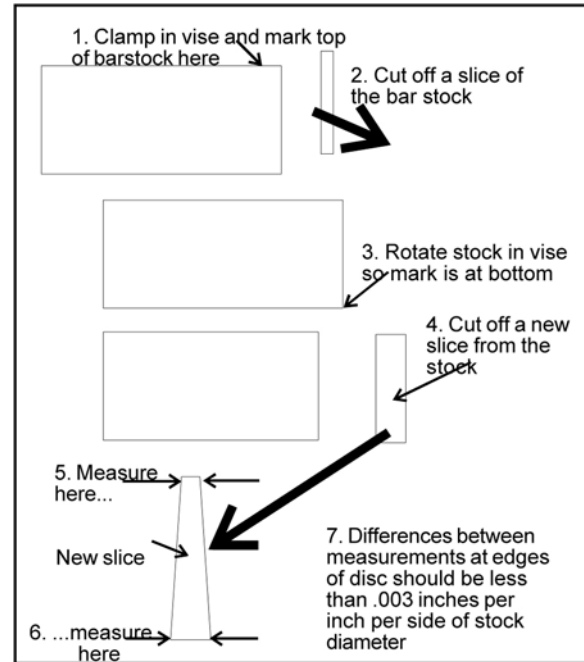 1. Clamp in vise and mark top
of barstock here
2. Cut off a slice of
the bar stock
3. Rotate stock in vise
so mark is at bottom
4. Cut off a new
slice from the
stock
5. Measure
here...
New slice
6. ...measure
here
7. Differences between
measurements at edges
of disc should be less
than .003 inches per
inch per side of stock
diameter